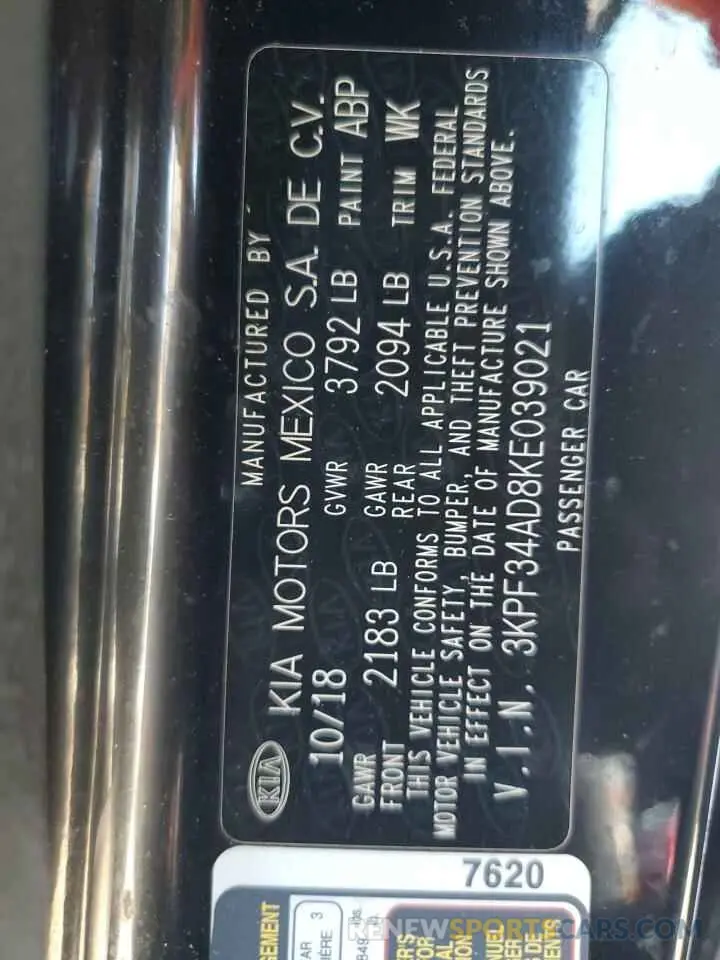 MANUFACTURED BY
KIA KIA MOTORS MEXICO S.A. DE C.V.
10/18 GVWR 3792 LB PAINT ABP
GAWR FRONT 2183 LB GAWR REAR 2094 LB TRIM WK
THIS VEHICLE CONFORMS TO ALL APPLICABLE U.S.A. FEDERAL
MOTOR VEHICLE SAFETY, BUMPER, AND THEFT PREVENTION STANDARDS
IN EFFECT ON THE DATE OF MANUFACTURE SHOWN ABOVE.
V.I.N. 3KPF34AD8KE039021
PASSENGER CAR
7620
3
RENEWSPORTSCARS.COM